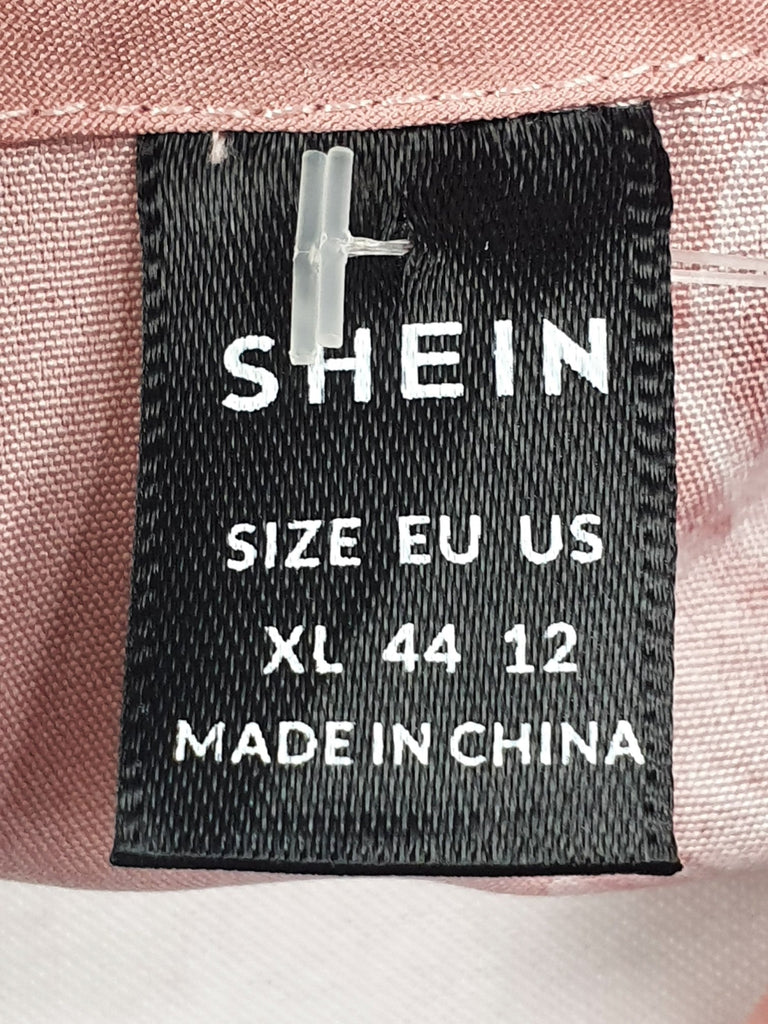 SHEIN
SIZE EU US
XL 44 12
MADE IN CHINA